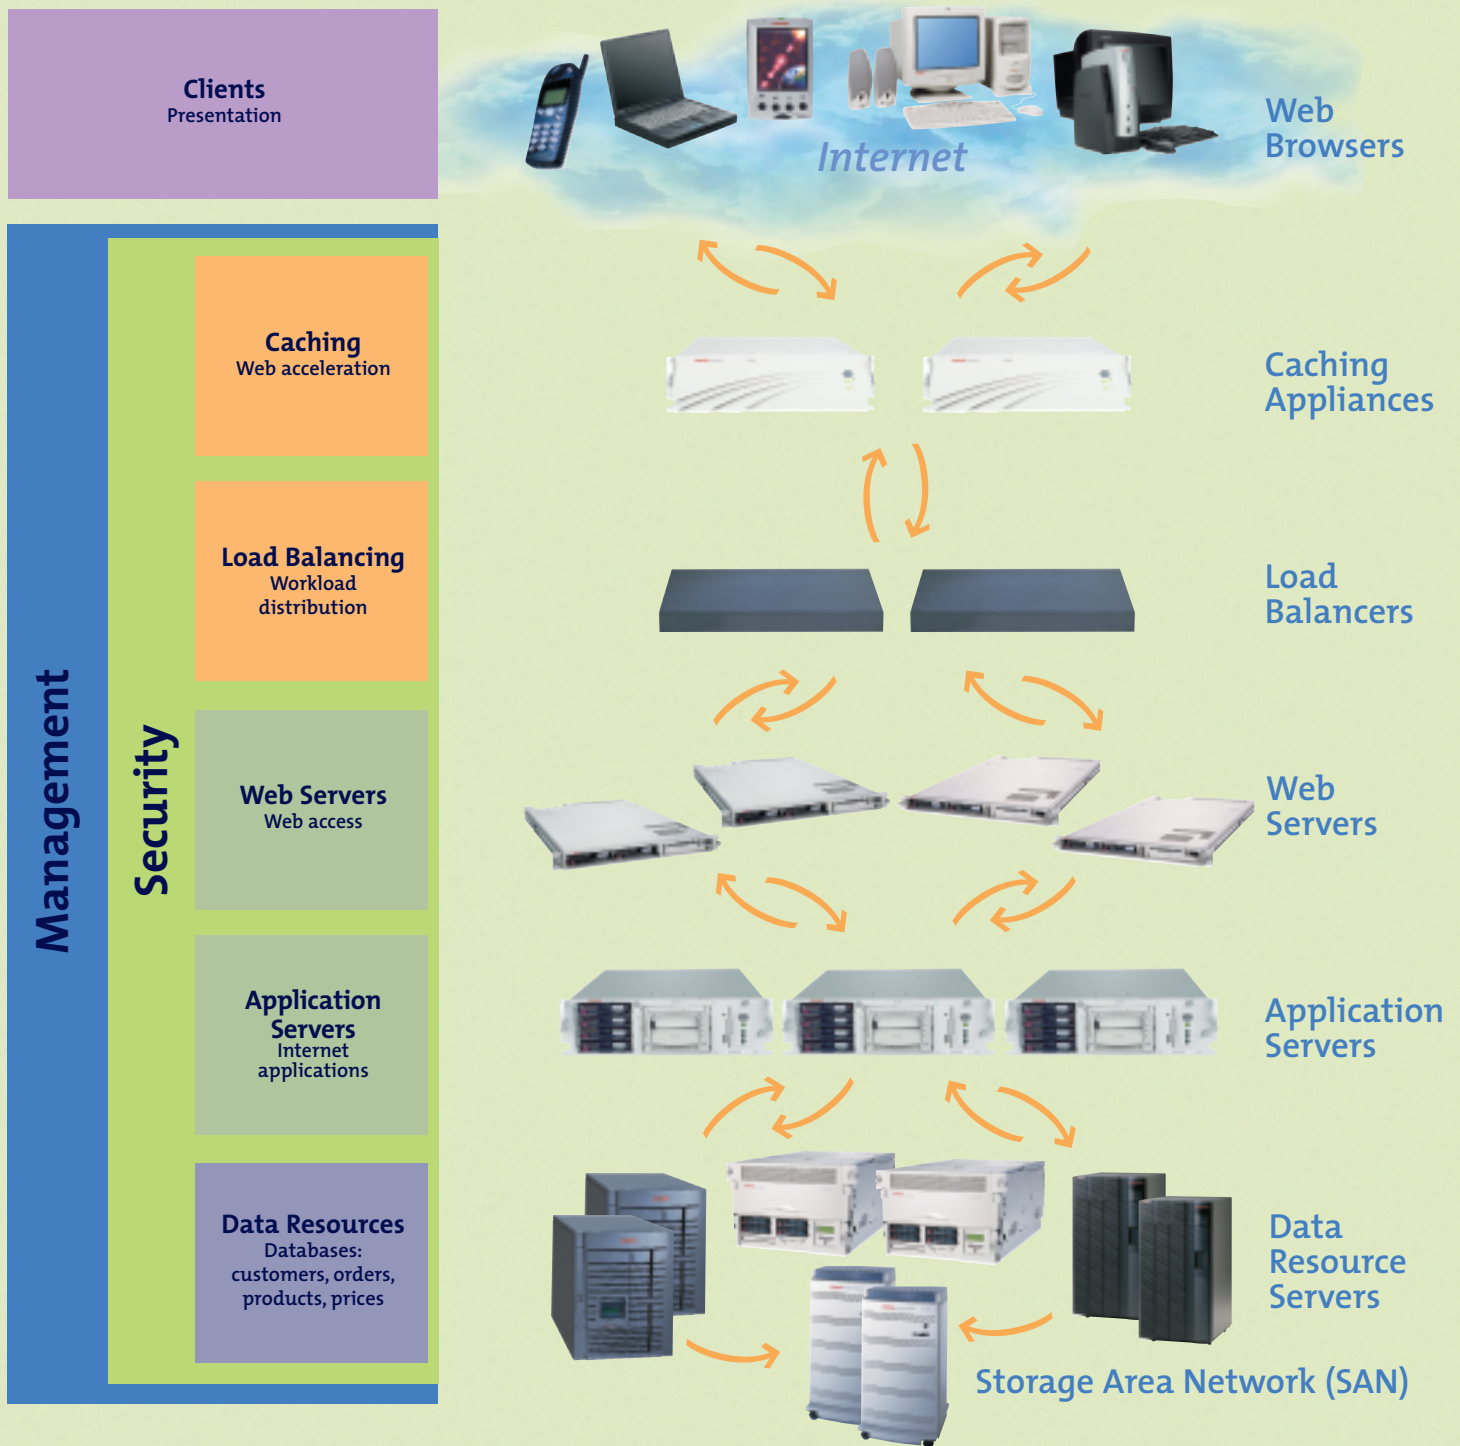 Clients
Presentation
Internet
Web
Browsers
Management
Security
Caching
Web acceleration
Caching
Appliances
Load Balancing
Workload
distribution
Load
Balancers
Web Servers
Web access
Web
Servers
Application
Servers
Internet
applications
Application
Servers
Data Resources
Databases:
customers, orders,
products, prices
Data
Resource
Servers
Storage Area Network (SAN)